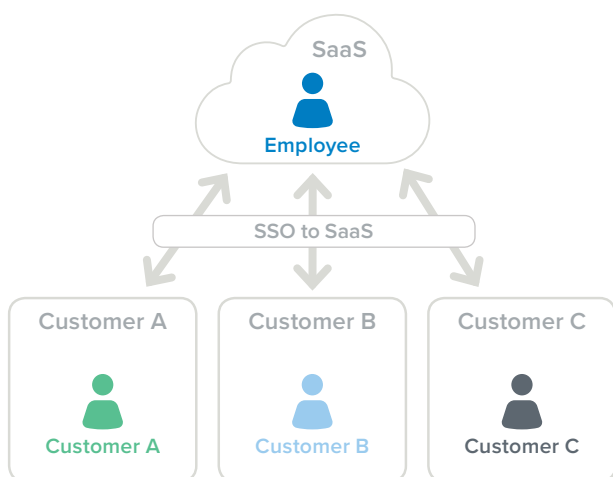 SaaS
Employee
SSO to SaaS
Customer A
Customer B
Customer C
Customer A
Customer B
Customer C